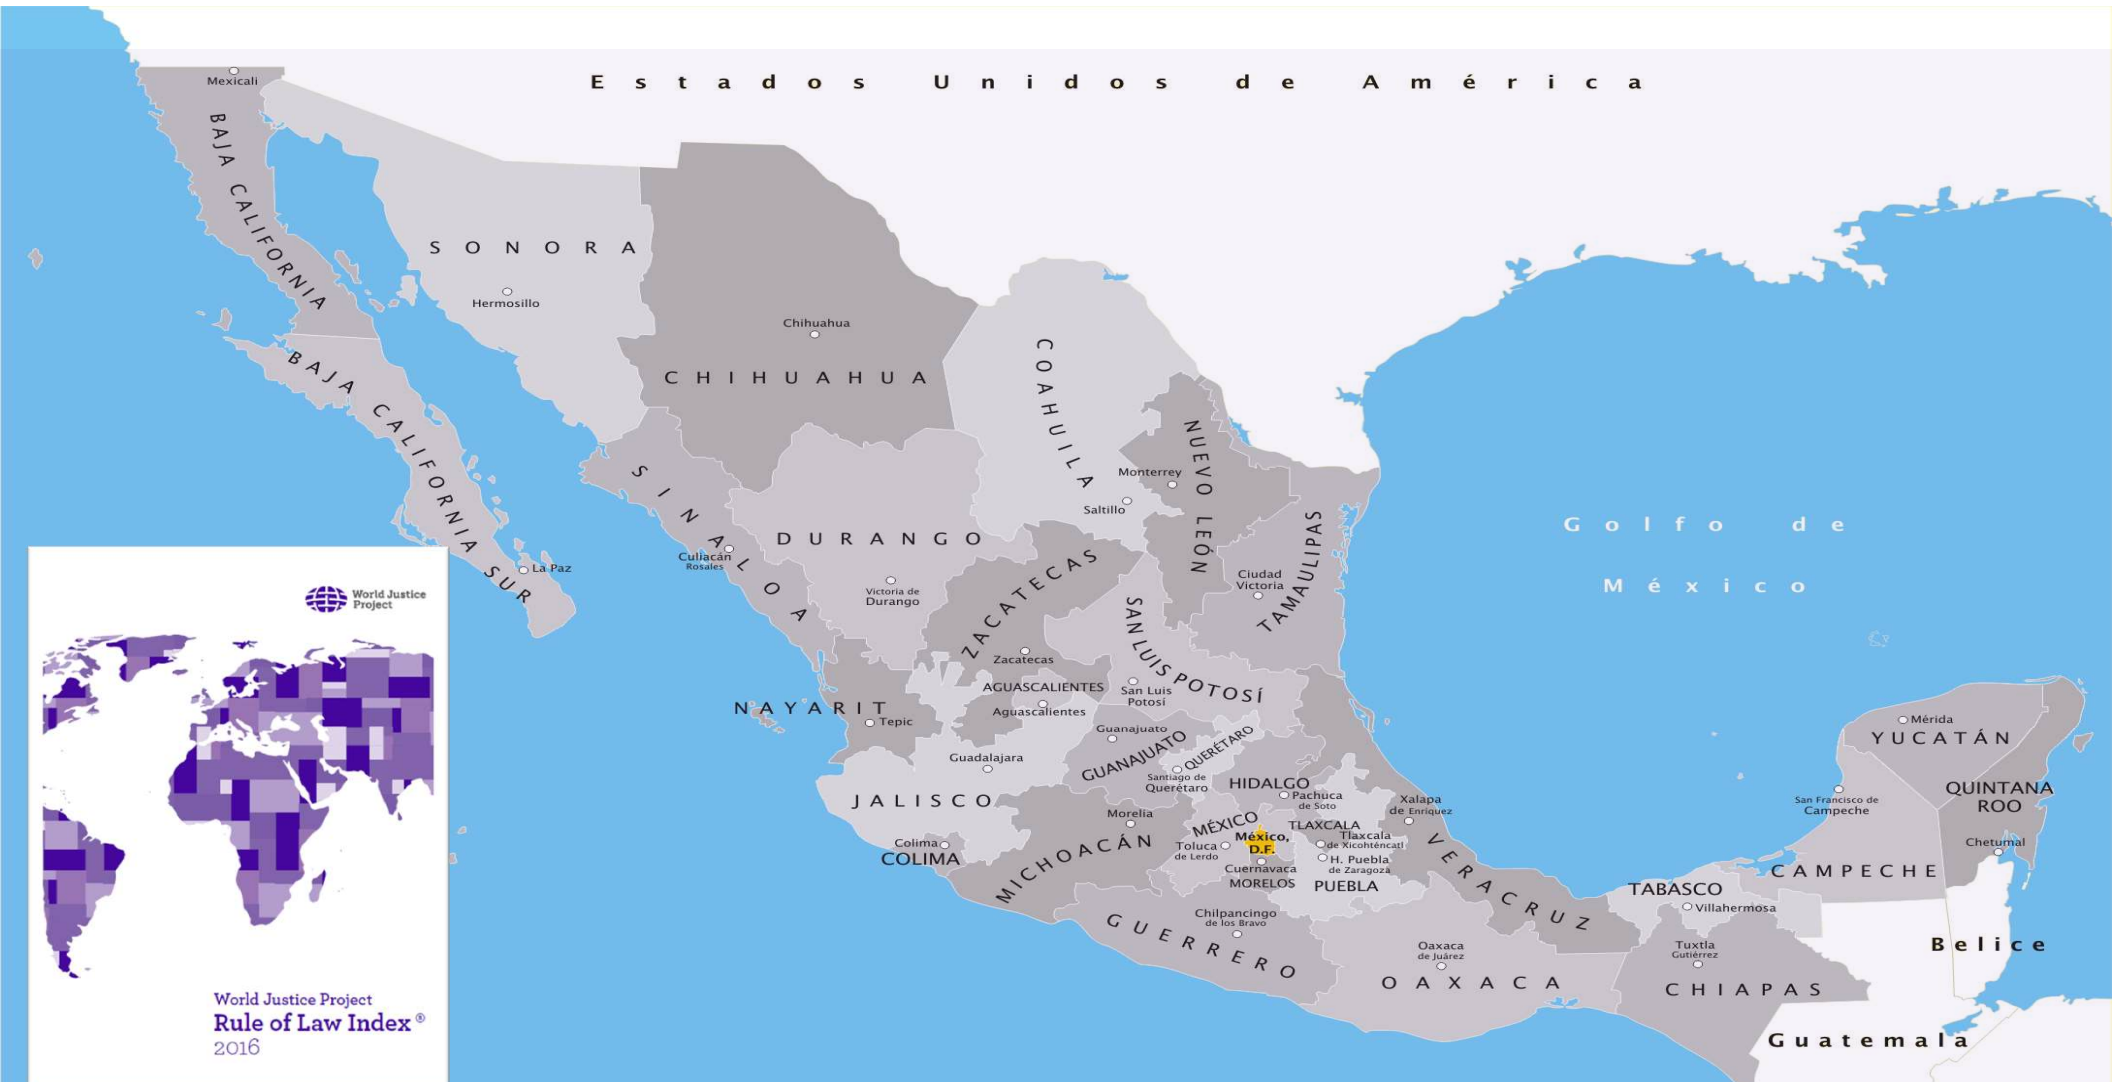 Estados Unidos de América
Mexicali
BAJA CALIFORNIA
SONORA
Hermosillo
Chihuahua
CHIHUAHUA
COAHUILA
BAJA CALIFORNIA SUR
La Paz
NUEVO LEÓN
Monterrey
Saltillo
SINALOA
Culiacán
Rosales
DURANGO
Victoria de
Durango
ZACATECAS
Zacatecas
Ciudad
Victoria
TAMAULIPAS
Golfo de
México
SAN LUIS POTOSÍ
San Luis
Potosí
AGUASCALIENTES
Aguascalientes
NAYARIT
Tepic
Guadalajara
JALISCO
Guanajuato
GUANAJUATO
QUERÉTARO
Santiago de
Querétaro
HIDALGO
Pachuca
de Soto
Colima
COLIMA
Morelia
MICHOACÁN
MÉXICO
Toluca
de Lerdo
México,
D.F.
TLAXCALA
Tlaxcala
de Xicohténcatl
Cuernavaca
MORELOS
H. Puebla
de Zaragoza
PUEBLA
Xalapa
de Enríquez
VERACRUZ
Chilpancingo
de los Bravo
GUERRERO
Oaxaca
de Juárez
OAXACA
TABASCO
Villahermosa
Tuxtla
Gutiérrez
CHIAPAS
Mérida
YUCATÁN
QUINTANA
ROO
San Francisco de
Campeche
Chetumal
CAMPECHE
Belice
Guatemala
World Justice
Project
World Justice Project
Rule of Law Index ®
2016